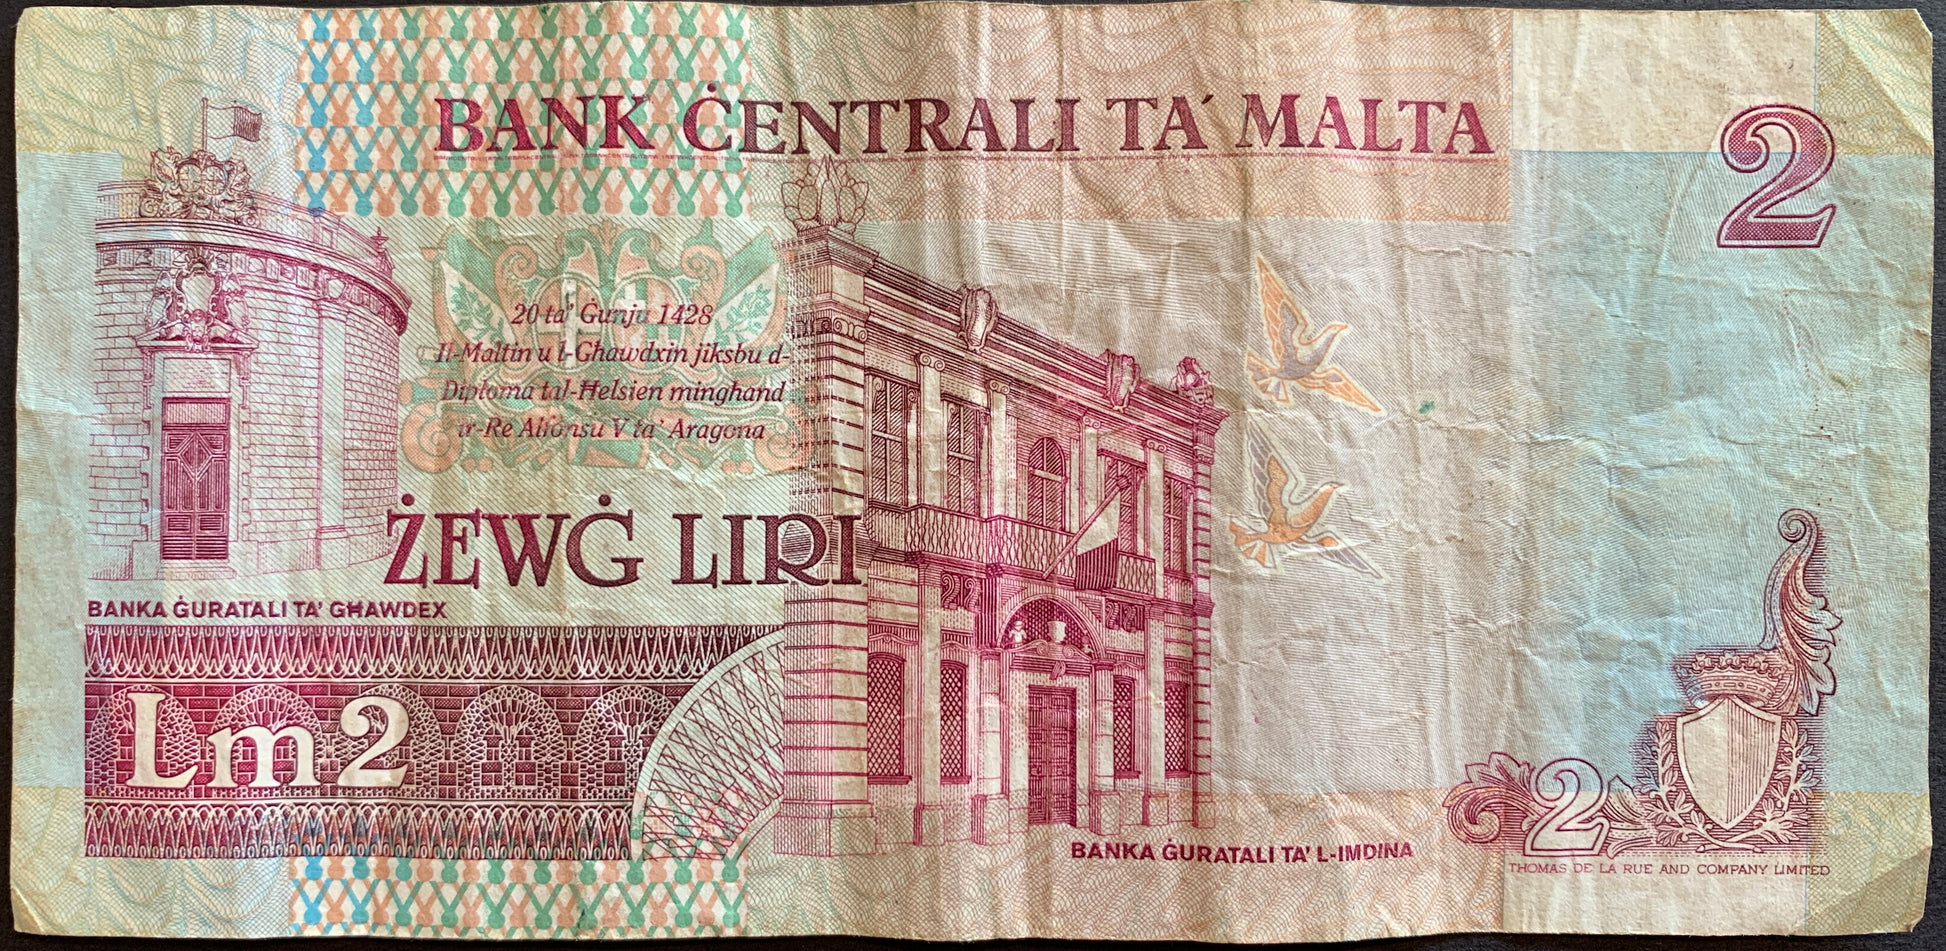 BANK ĊENTRALI TA' MALTA
2
20 ta' Ġunju 1428
Il-Maltin u l-Għawdxin jiksbu d-
Diploma tal-Ħelsien mingħand
ir-Re Alfonsu V ta' Aragona
ŻEWĠ LIRI
BANKA ĠURATALI TA' GĦAWDEX
Lm2
BANKA ĠURATALI TA' L-IMDINA
2
THOMAS DE LA RUE AND COMPANY LIMITED